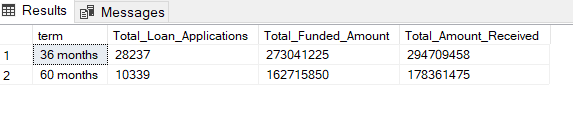 Results Messages
term Total_Loan_Applications Total_Funded_Amount Total_Amount_Received
1 36 months 28237 273041225 294709458
2 60 months 10339 162715850 178361475